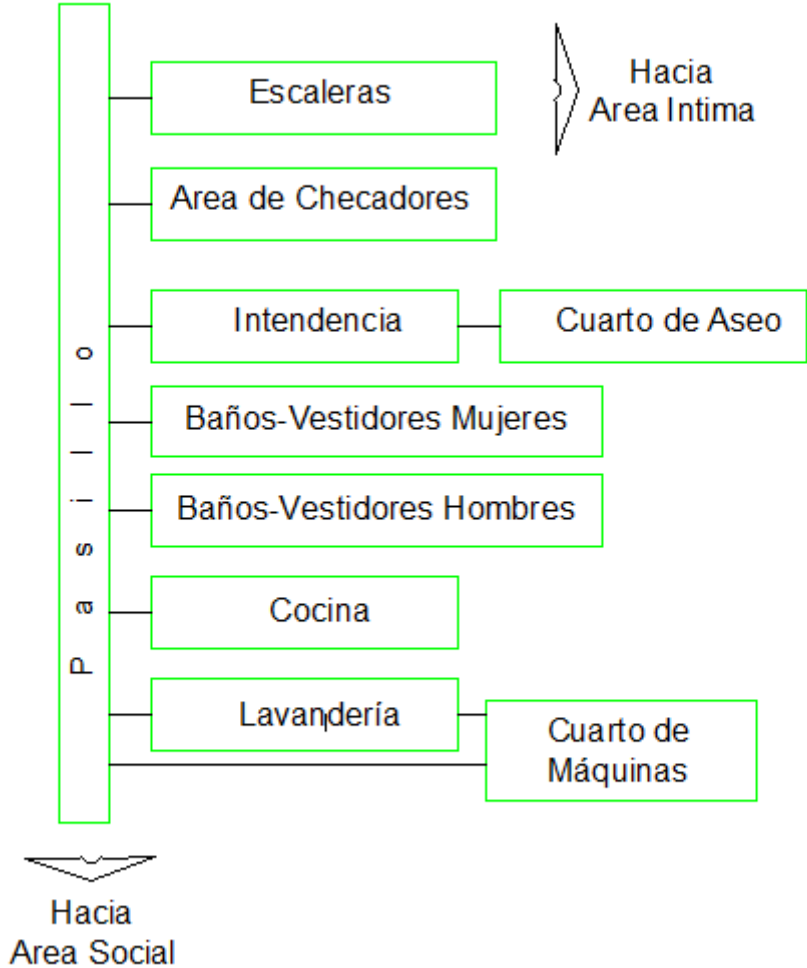 Escaleras
Hacia
Area Intima
Area de Checadores
Intendencia
Cuarto de Aseo
Baños-Vestidores Mujeres
Baños-Vestidores Hombres
Cocina
Lavandería
Cuarto de
Máquinas
Pasillo
Hacia
Area Social